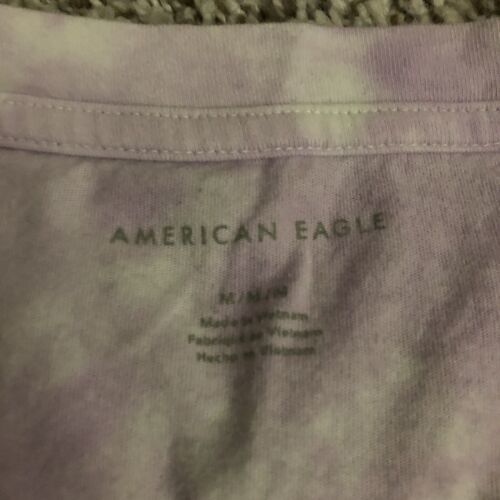 AMERICAN EAGLE
M/M/M
Made in Vietnam
Fabriqué au Vietnam
Hecho en Vietnam